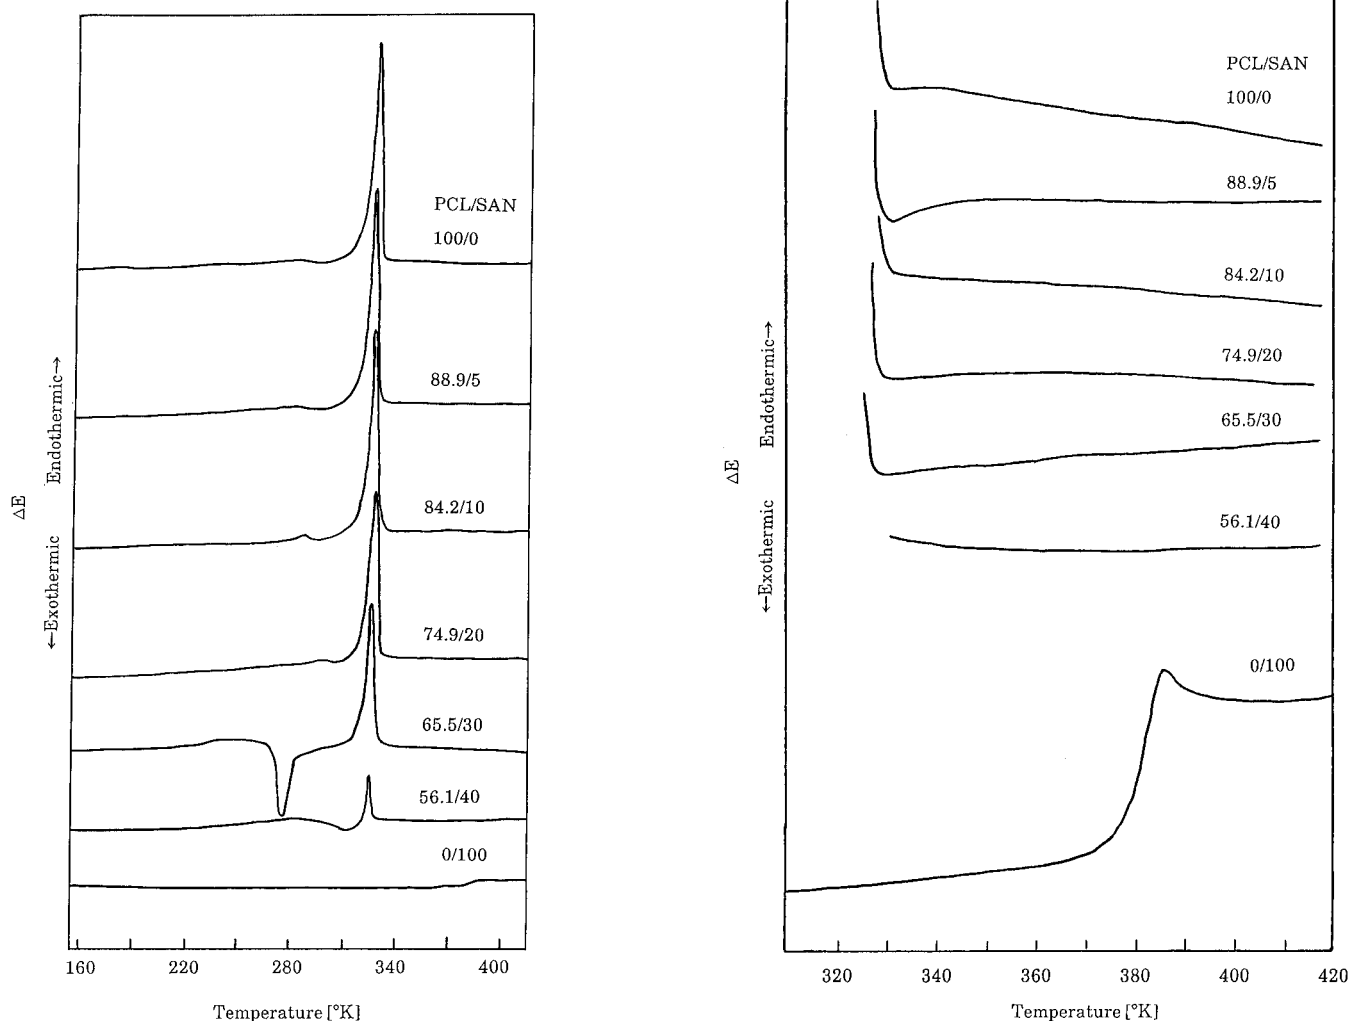 PCL/SAN
100/0
88.9/5
84.2/10
74.9/20
65.5/30
56.1/40
0/100
ΔE
←Exothermic Endothermic→
160 220 280 340 400
Temperature [°K]
PCL/SAN
100/0
88.9/5
84.2/10
74.9/20
65.5/30
56.1/40
0/100
ΔE
←Exothermic Endothermic→
320 340 360 380 400 420
Temperature [°K]